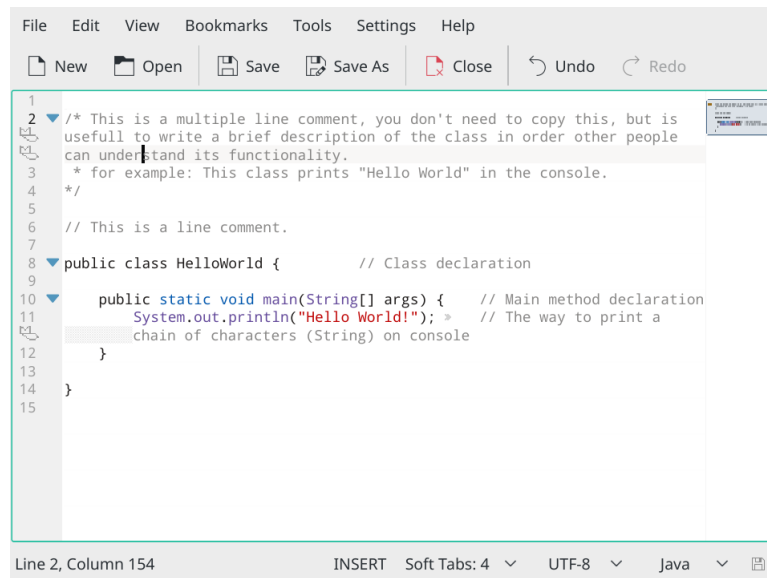 File Edit View Bookmarks Tools Settings Help
New Open Save Save As Close Undo Redo
1
2 /* This is a multiple line comment, you don't need to copy this, but is
usefull to write a brief description of the class in order other people
can understand its functionality.
3 * for example: This class prints "Hello World" in the console.
4 */
5
6 // This is a line comment.
7
8 public class HelloWorld { // Class declaration
9
10 public static void main(String[] args) { // Main method declaration
11 System.out.println("Hello World!"); » // The way to print a
chain of characters (String) on console
12 }
13
14 }
15
Line 2, Column 154 INSERT Soft Tabs: 4 UTF-8 Java